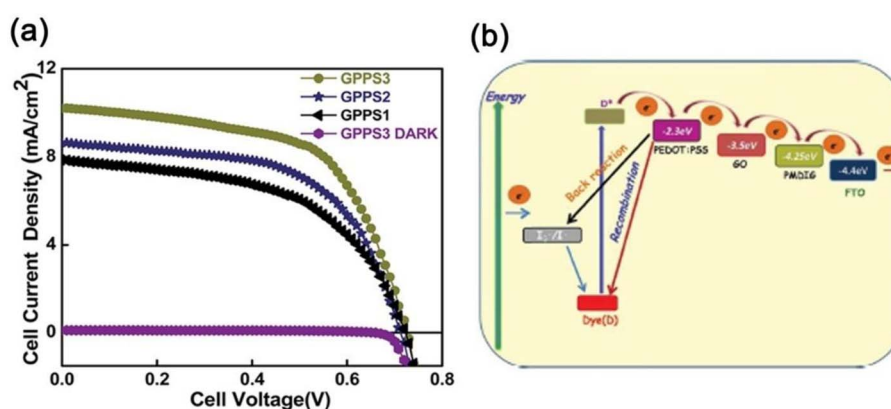 (a)
12
8
4
0
0.0 0.2 0.4 0.6 0.8
Cell Current Density (mA/cm²)
Cell Voltage(V)
GPPS3
GPPS2
GPPS1
GPPS3 DARK
(b)
Energy
D*
e⁻
e⁻
e⁻
e⁻
e⁻
e⁻
-2.3eV
PEDOT:PSS
-3.5eV
GO
-4.25eV
PMDIG
-4.4eV
FTO
Back reaction
Recombination
Dye(D)